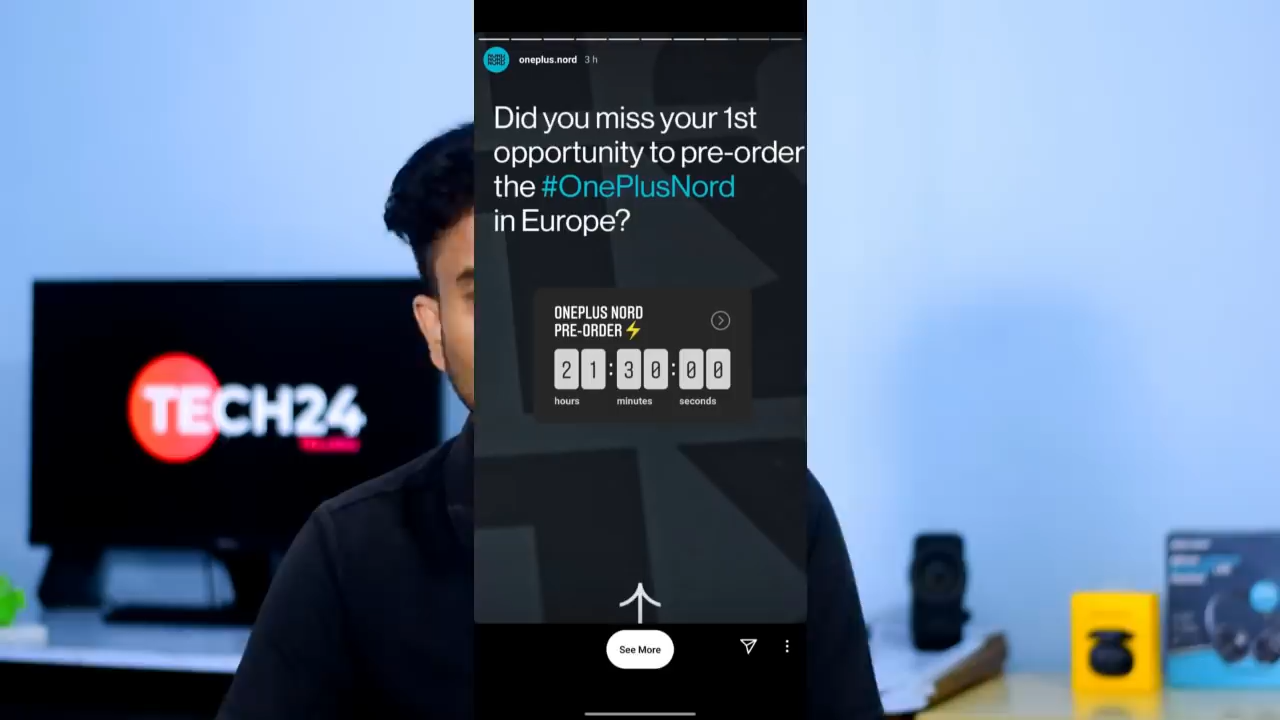 oneplus.nord 3 h
Did you miss your 1st
opportunity to pre-order
the #OnePlusNord
in Europe?
ONEPLUS NORD
PRE-ORDER⚡
21:30:00
hours minutes seconds
See More
TECH24